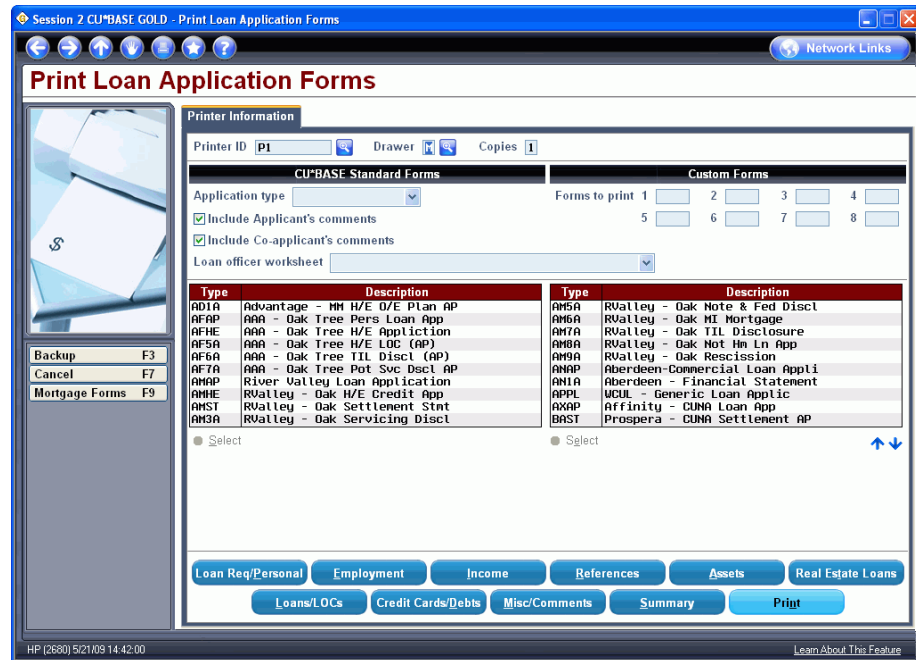 Session 2 CU*BASE GOLD - Print Loan Application Forms
Network Links
Print Loan Application Forms
Printer Information
Printer ID P1 Drawer M Copies 1
CU*BASE Standard Forms Custom Forms
Application type Forms to print 1 2 3 4
Include Applicant's comments 5 6 7 8
Include Co-applicant's comments
Loan officer worksheet
$
Type Description Type Description
AD1A Advantage - MM H/E O/E Plan AP AM5A RValley - Oak Note & Fed Discl
AFAP AAA - Oak Tree Pers Loan App AM6A RValley - Oak MI Mortgage
AFHE AAA - Oak Tree H/E Appliction AM7A RValley - Oak TIL Disclosure
AF5A AAA - Oak Tree H/E LOC (AP) AM8A RValley - Oak Not Hm Ln App
AF6A AAA - Oak Tree TIL Discl (AP) AM9A RValley - Oak Rescission
AF7A AAA - Oak Tree Pot Svc Dscl AP ANAP Aberdeen-Commercial Loan Appli
AMAP River Valley Loan Application AN1A Aberdeen - Financial Statement
AMHE RValley - Oak H/E Credit App APPL WCUL - Generic Loan Applic
AMST RValley - Oak Settlement Stmt AXAP Affinity - CUNA Loan App
AM3A RValley - Oak Servicing Discl BAST Prospera - CUNA Settlement AP
Backup F3
Cancel F7
Mortgage Forms F9
Select Select
Loan Req/Personal Employment Income References Assets Real Estate Loans
Loans/LOCs Credit Cards/Debts Misc/Comments Summary Print
HP (2680) 5/21/09 14:42:00 Learn About This Feature